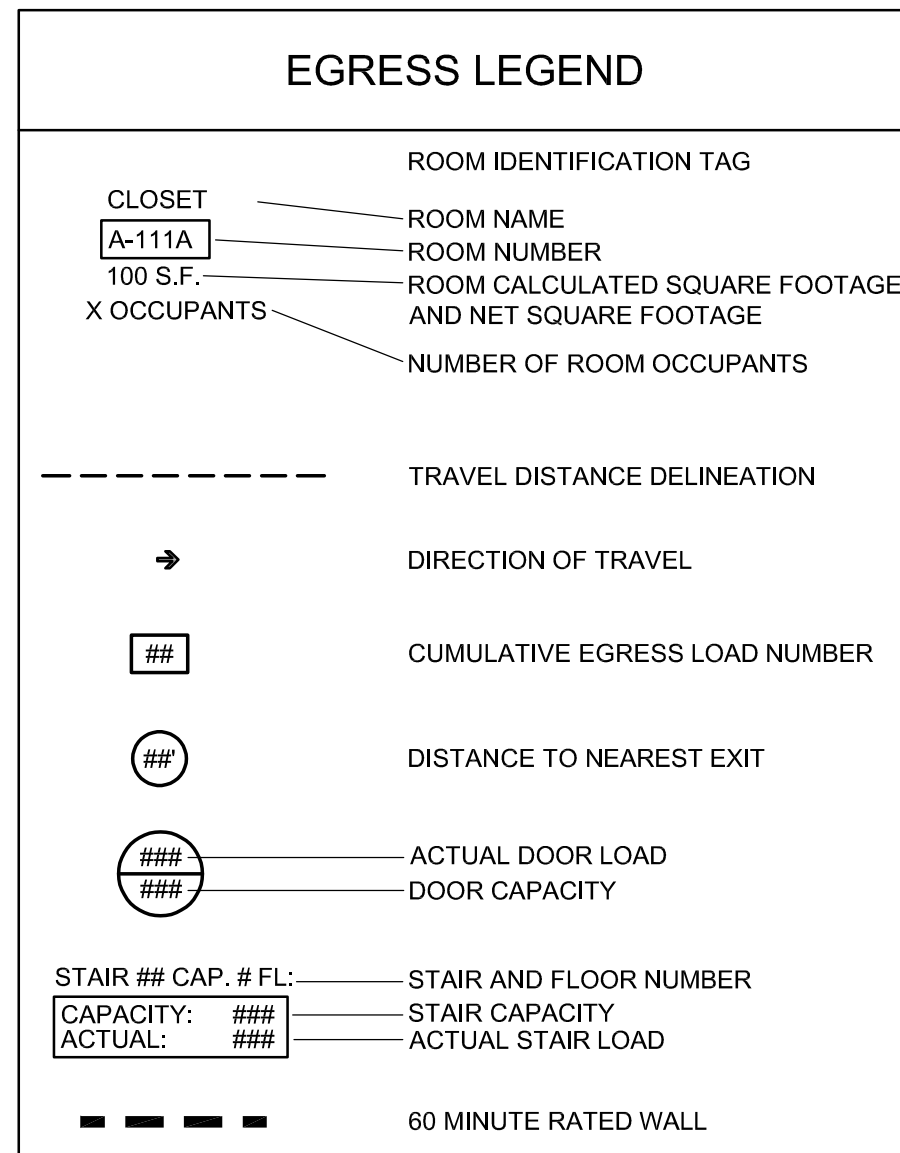 EGRESS LEGEND
ROOM IDENTIFICATION TAG
CLOSET
ROOM NAME
A-111A
ROOM NUMBER
100 S.F.
ROOM CALCULATED SQUARE FOOTAGE
AND NET SQUARE FOOTAGE
X OCCUPANTS
NUMBER OF ROOM OCCUPANTS
TRAVEL DISTANCE DELINEATION
DIRECTION OF TRAVEL
##
CUMULATIVE EGRESS LOAD NUMBER
##'
DISTANCE TO NEAREST EXIT
###
ACTUAL DOOR LOAD
###
DOOR CAPACITY
STAIR ## CAP. # FL:
STAIR AND FLOOR NUMBER
CAPACITY: ###
STAIR CAPACITY
ACTUAL: ###
ACTUAL STAIR LOAD
60 MINUTE RATED WALL